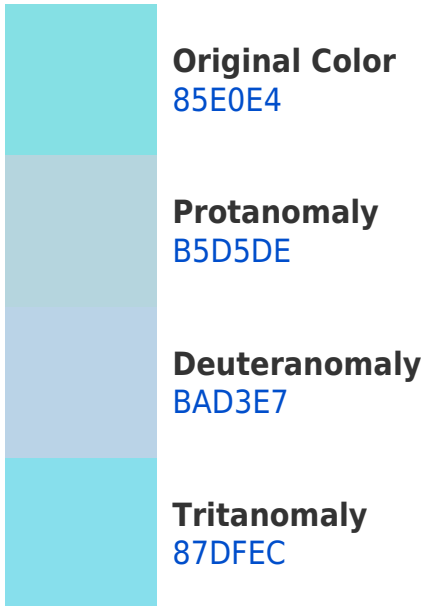 Original Color
85E0E4
Protanomaly
B5D5DE
Deuteranomaly
BAD3E7
Tritanomaly
87DFEC